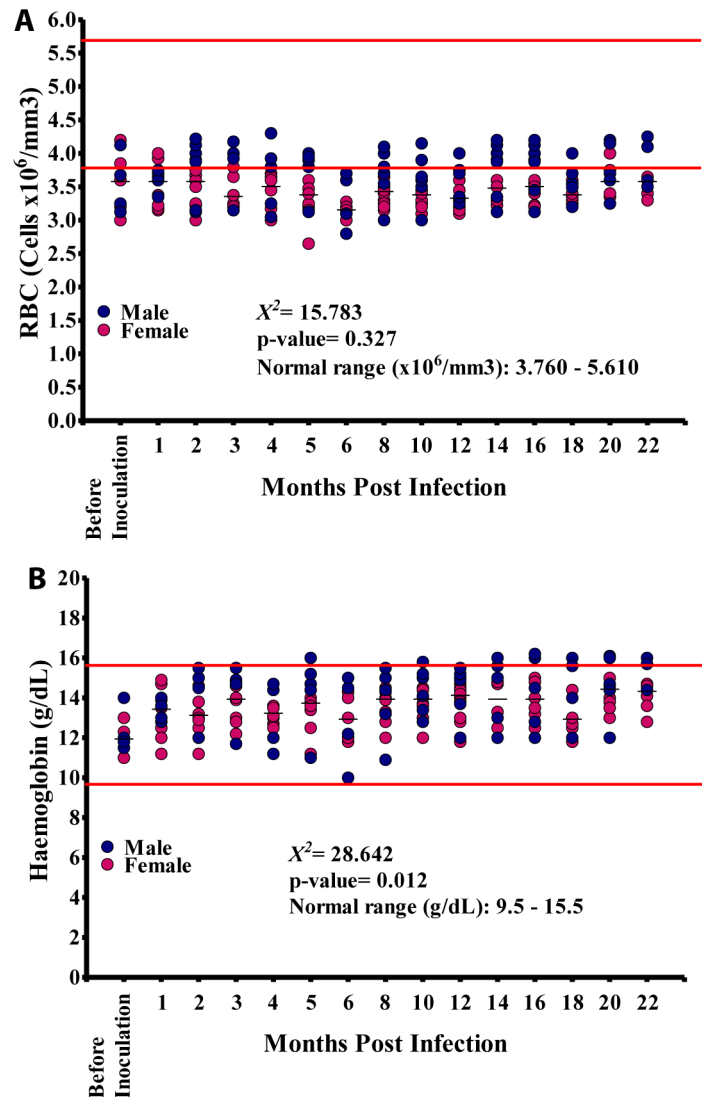 A
RBC (Cells x10⁶/mm3)
6.0
5.5
5.0
4.5
4.0
3.5
3.0
2.5
2.0
1.5
1.0
0.5
0.0
Male
Female
X²= 15.783
p-value= 0.327
Normal range (x10⁶/mm3): 3.760 - 5.610
Before
Inoculation
1 2 3 4 5 6 8 10 12 14 16 18 20 22
Months Post Infection
B
Haemoglobin (g/dL)
20
18
16
14
12
10
8
6
4
2
0
Male
Female
X²= 28.642
p-value= 0.012
Normal range (g/dL): 9.5 - 15.5
Before
Inoculation
1 2 3 4 5 6 8 10 12 14 16 18 20 22
Months Post Infection